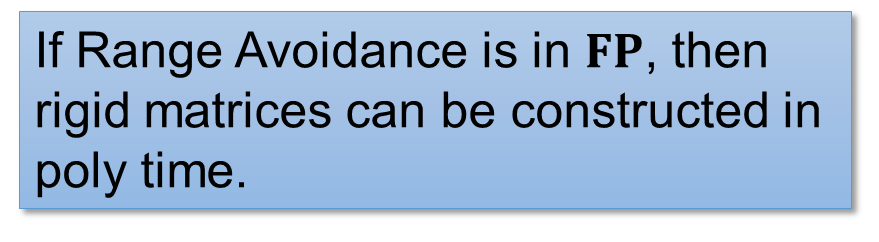 If Range Avoidance is in FP, then
rigid matrices can be constructed in
poly time.